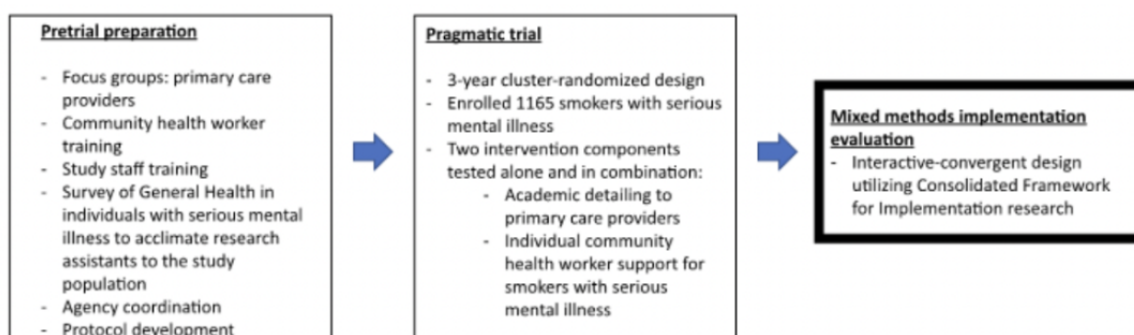 Pretrial preparation
- Focus groups: primary care
providers
- Community health worker
training
- Study staff training
- Survey of General Health in
individuals with serious mental
illness to acclimate research
assistants to the study
population
- Agency coordination
- Protocol development
Pragmatic trial
- 3-year cluster-randomized design
- Enrolled 1165 smokers with serious
mental illness
- Two intervention components
tested alone and in combination:
- Academic detailing to
primary care providers
- Individual community
health worker support for
smokers with serious
mental illness
Mixed methods implementation
evaluation
- Interactive-convergent design
utilizing Consolidated Framework
for Implementation research